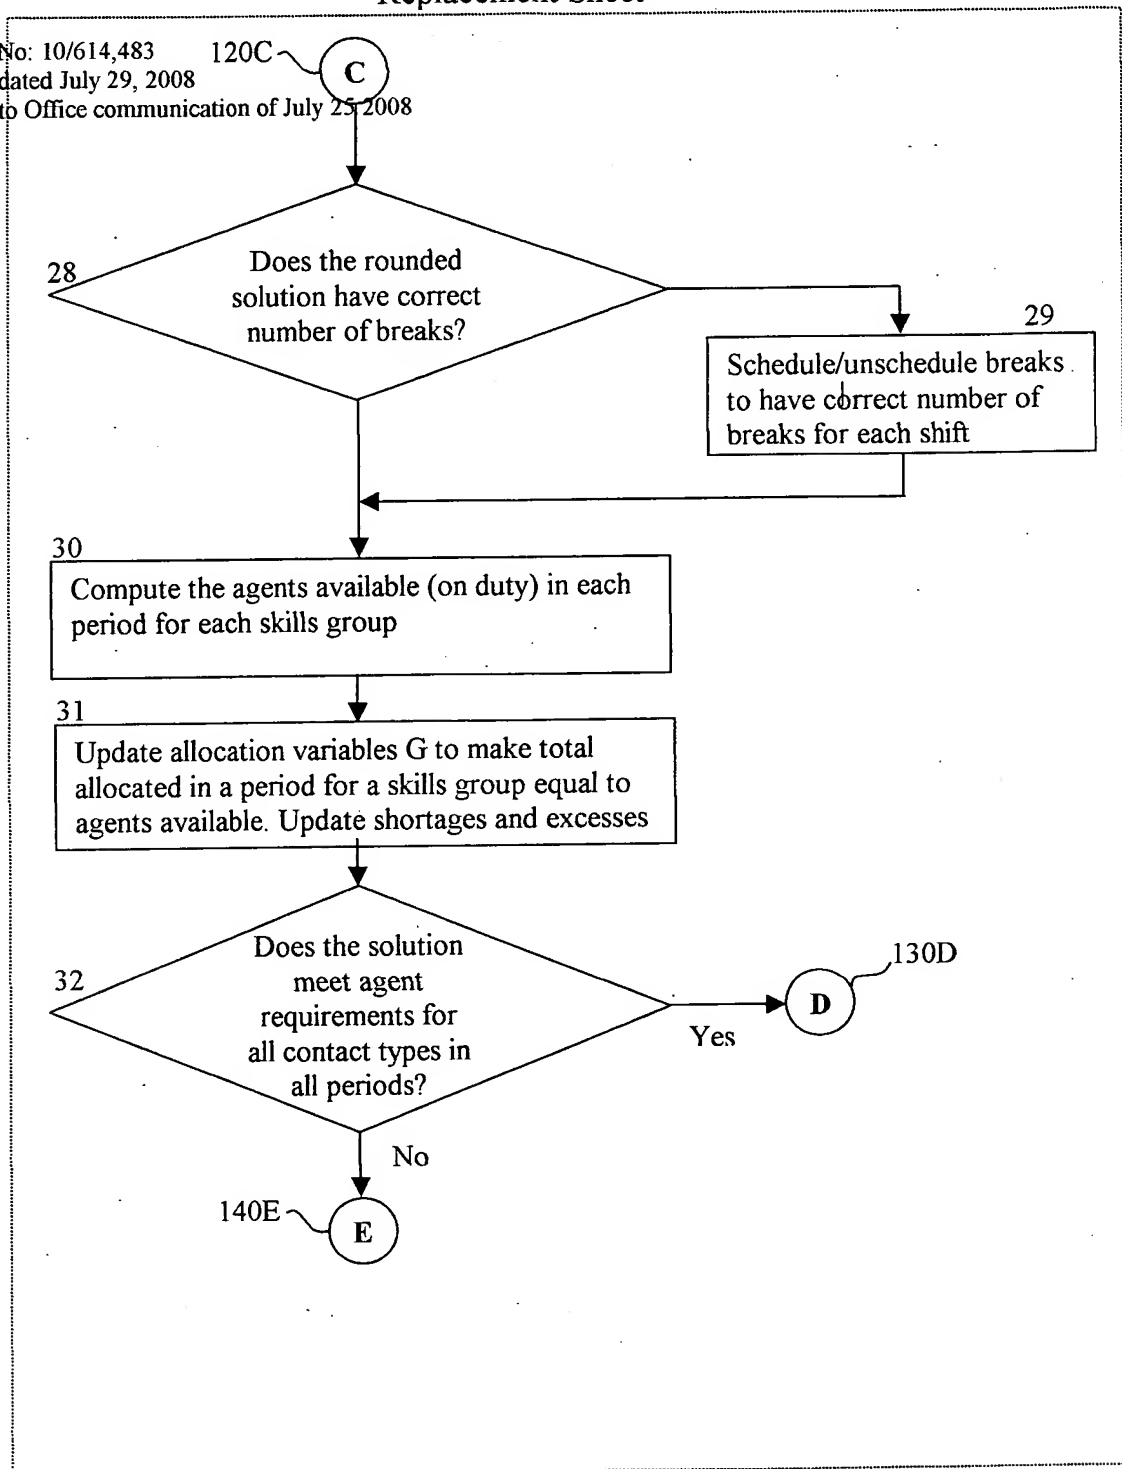 Replacement Sheet
No: 10/614,483
dated July 29, 2008
to Office communication of July 25 2008
120C
C
28
Does the rounded
solution have correct
number of breaks?
29
Schedule/unschedule breaks
to have correct number of
breaks for each shift
30
Compute the agents available (on duty) in each
period for each skills group
31
Update allocation variables G to make total
allocated in a period for a skills group equal to
agents available. Update shortages and excesses
32
Does the solution
meet agent
requirements for
all contact types in
all periods?
130D
D
Yes
No
140E
E